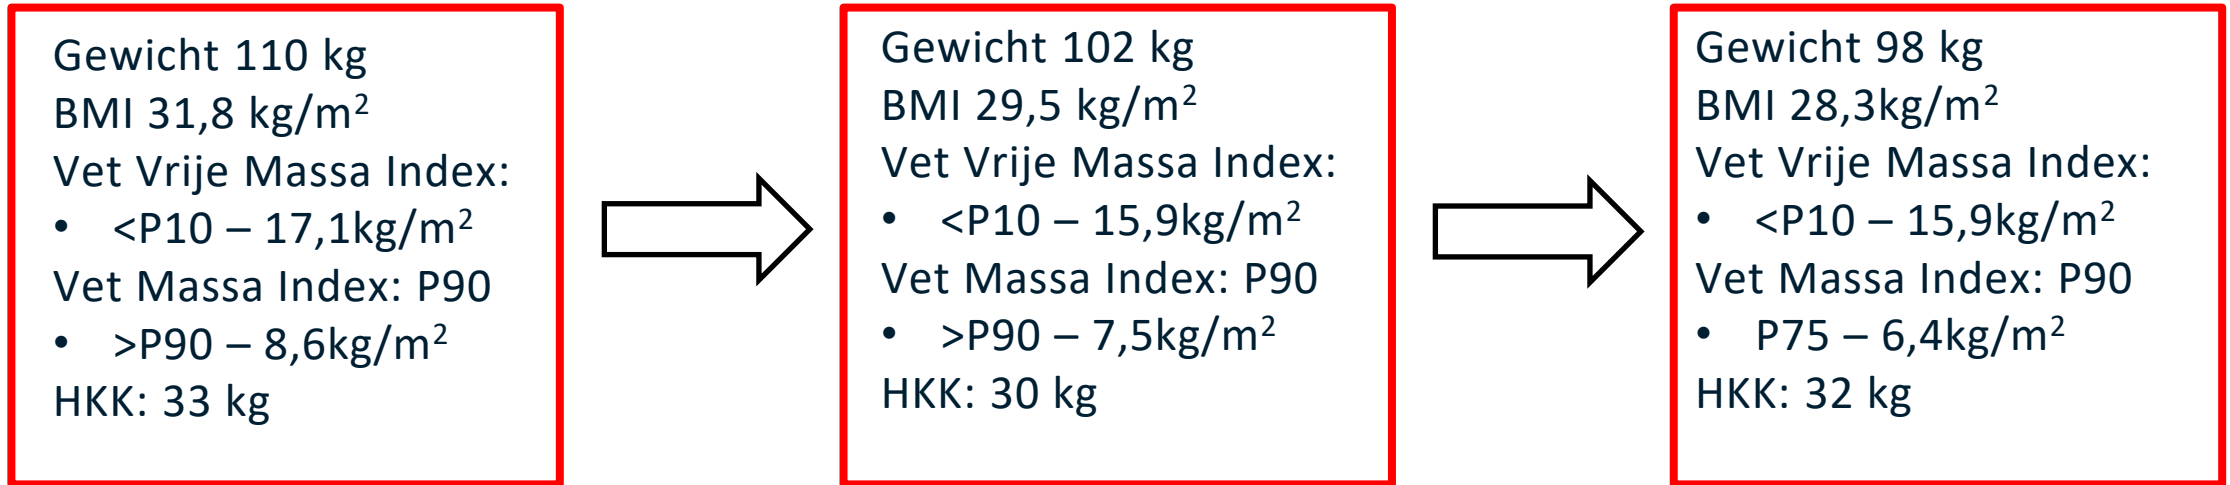 Gewicht 110 kg
BMI 31,8 kg/m²
Vet Vrije Massa Index:
• <P10 – 17,1kg/m²
Vet Massa Index: P90
• >P90 – 8,6kg/m²
HKK: 33 kg
Gewicht 102 kg
BMI 29,5 kg/m²
Vet Vrije Massa Index:
• <P10 – 15,9kg/m²
Vet Massa Index: P90
• >P90 – 7,5kg/m²
HKK: 30 kg
Gewicht 98 kg
BMI 28,3kg/m²
Vet Vrije Massa Index:
• <P10 – 15,9kg/m²
Vet Massa Index: P90
• P75 – 6,4kg/m²
HKK: 32 kg